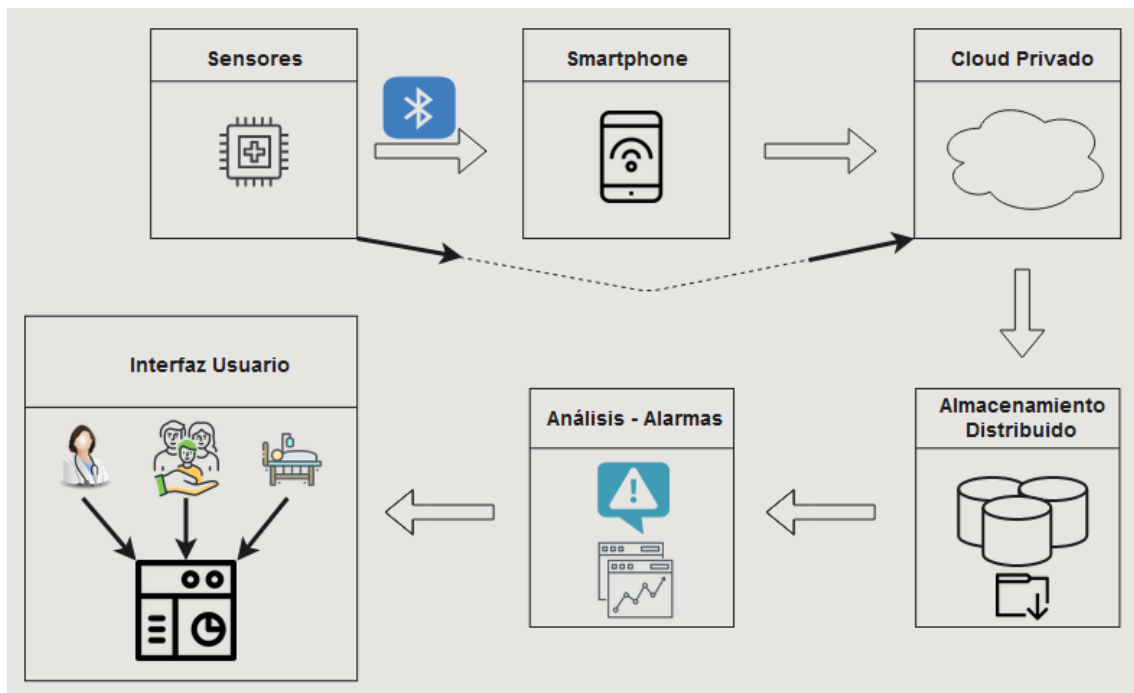 Sensores
Smartphone
Cloud Privado
Interfaz Usuario
Análisis - Alarmas
Almacenamiento
Distribuido